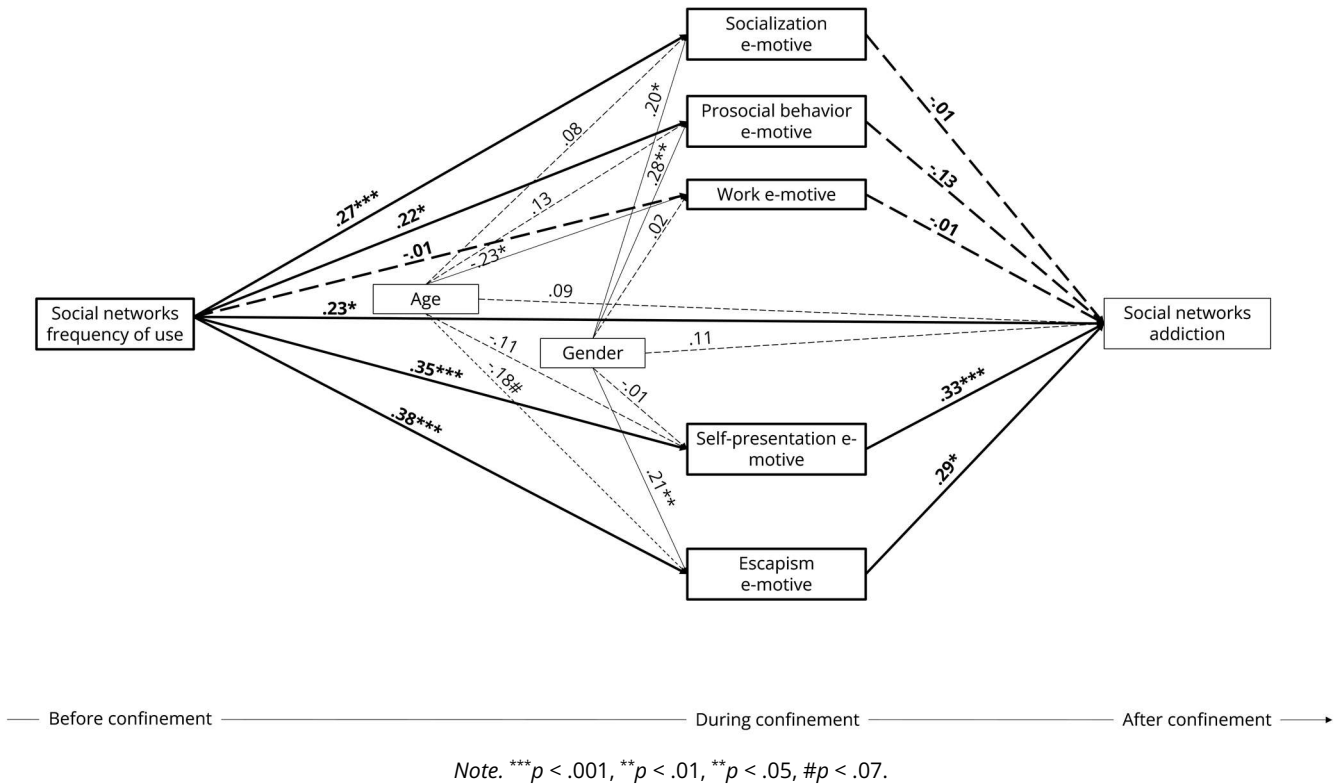 Socialization
e-motive
Prosocial behavior
e-motive
Work e-motive
.20*
.28**
.02
.08
.13
-.23*
-.01
-.13
-.01
.27***
.22*
-.01
Age
.09
.23*
Social networks
frequency of use
Social networks
addiction
Gender
.11
-.11
-.18#
-.01
.35***
.38***
.21**
Self-presentation e-
motive
.33***
.29*
Escapism
e-motive
Before confinement
During confinement
After confinement
Note. ***p < .001, **p < .01, **p < .05, #p < .07.